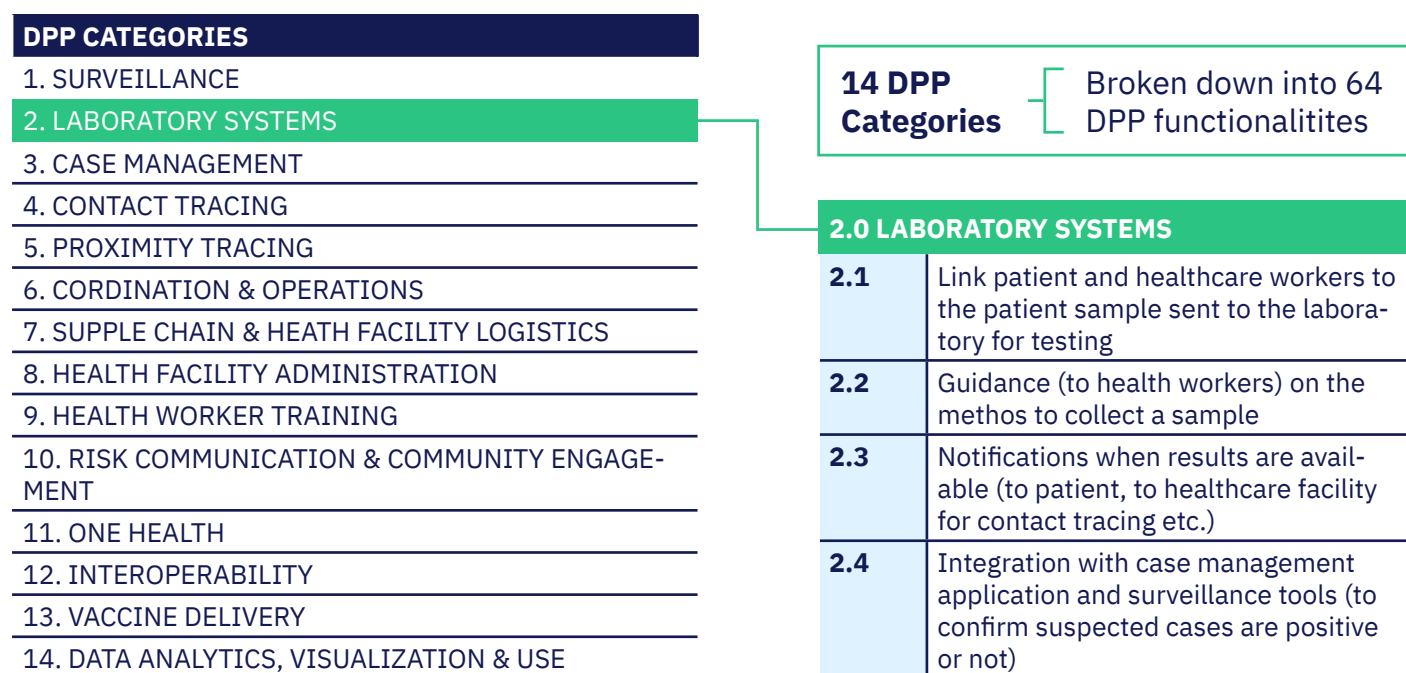 DPP CATEGORIES
1. SURVEILLANCE
2. LABORATORY SYSTEMS
3. CASE MANAGEMENT
4. CONTACT TRACING
5. PROXIMITY TRACING
6. CORDINATION & OPERATIONS
7. SUPPLE CHAIN & HEATH FACILITY LOGISTICS
8. HEALTH FACILITY ADMINISTRATION
9. HEALTH WORKER TRAINING
10. RISK COMMUNICATION & COMMUNITY ENGAGE-
MENT
11. ONE HEALTH
12. INTEROPERABILITY
13. VACCINE DELIVERY
14. DATA ANALYTICS, VISUALIZATION & USE
14 DPP
Categories
Broken down into 64
DPP functionalitites
2.0 LABORATORY SYSTEMS
2.1 Link patient and healthcare workers to
the patient sample sent to the labora-
tory for testing
2.2 Guidance (to health workers) on the
methos to collect a sample
2.3 Notifications when results are avail-
able (to patient, to healthcare facility
for contact tracing etc.)
2.4 Integration with case management
application and surveillance tools (to
confirm suspected cases are positive
or not)